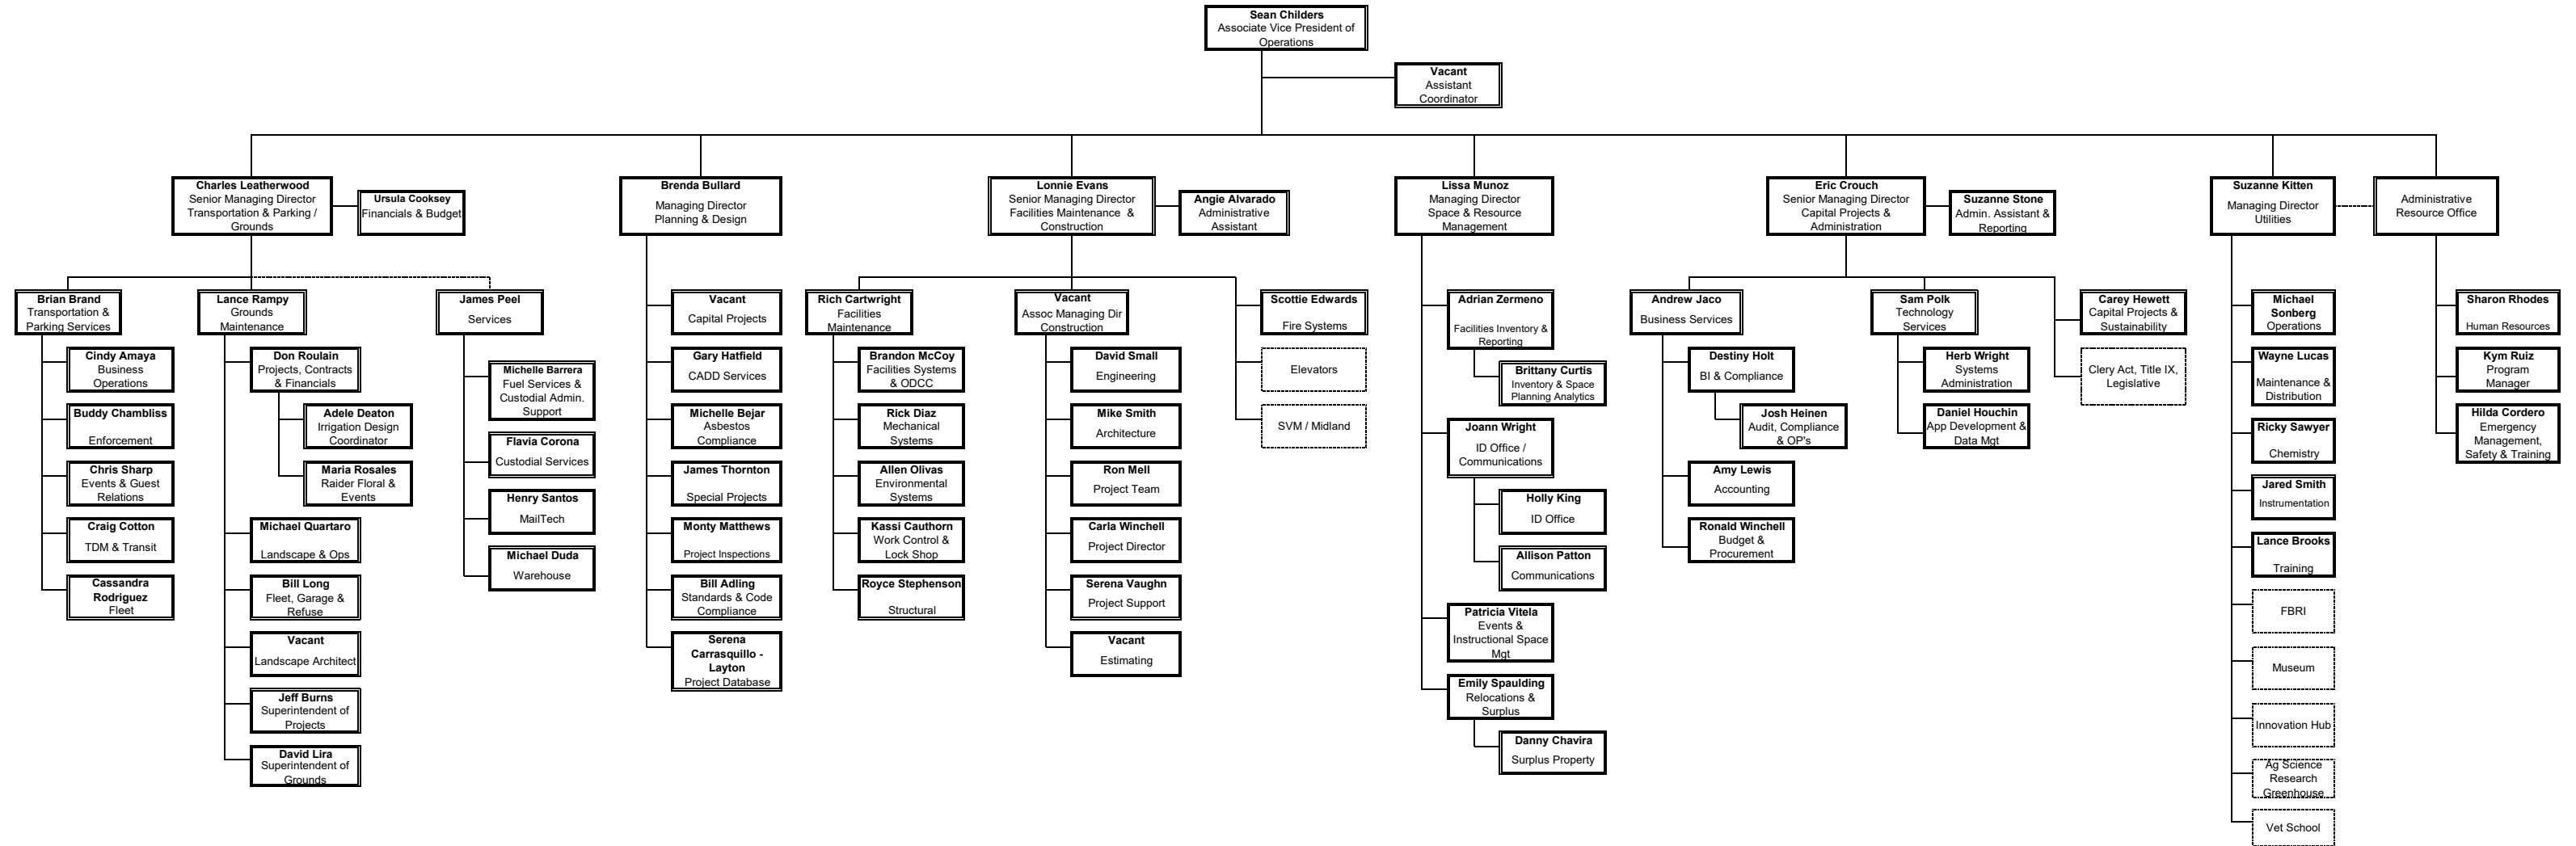 Sean Childers
Associate Vice President of
Operations
Vacant
Assistant
Coordinator
Charles Leatherwood
Senior Managing Director
Transportation & Parking /
Grounds
Ursula Cooksey
Financials & Budget
Brenda Bullard
Managing Director
Planning & Design
Lonnie Evans
Senior Managing Director
Facilities Maintenance &
Construction
Angie Alvarado
Administrative
Assistant
Lissa Munoz
Managing Director
Space & Resource
Management
Eric Crouch
Senior Managing Director
Capital Projects &
Administration
Suzanne Stone
Admin. Assistant &
Reporting
Suzanne Kitten
Managing Director
Utilities
Administrative
Resource Office
Brian Brand
Transportation &
Parking Services
Cindy Amaya
Business
Operations
Buddy Chambliss
Enforcement
Chris Sharp
Events & Guest
Relations
Craig Cotton
TDM & Transit
Cassandra
Rodriguez
Fleet
Lance Rampy
Grounds
Maintenance
Don Roulain
Projects, Contracts
& Financials
Adele Deaton
Irrigation Design
Coordinator
Maria Rosales
Raider Floral &
Events
Michael Quartaro
Landscape & Ops
Bill Long
Fleet, Garage &
Refuse
Vacant
Landscape Architect
Jeff Burns
Superintendent of
Projects
David Lira
Superintendent of
Grounds
James Peel
Services
Michelle Barrera
Fuel Services &
Custodial Admin.
Support
Flavia Corona
Custodial Services
Henry Santos
MailTech
Michael Duda
Warehouse
Vacant
Capital Projects
Gary Hatfield
CADD Services
Michelle Bejar
Asbestos
Compliance
James Thornton
Special Projects
Monty Matthews
Project Inspections
Bill Adling
Standards & Code
Compliance
Serena
Carrasquillo -
Layton
Project Database
Rich Cartwright
Facilities
Maintenance
Brandon McCoy
Facilities Systems
& ODCC
Rick Diaz
Mechanical
Systems
Allen Olivas
Environmental
Systems
Kassi Cauthorn
Work Control &
Lock Shop
Royce Stephenson
Structural
Vacant
Assoc Managing Dir
Construction
David Small
Engineering
Mike Smith
Architecture
Ron Mell
Project Team
Carla Winchell
Project Director
Serena Vaughn
Project Support
Vacant
Estimating
Scottie Edwards
Fire Systems
Elevators
SVM / Midland
Adrian Zermeno
Facilities Inventory &
Reporting
Brittany Curtis
Inventory & Space
Planning Analytics
Joann Wright
ID Office /
Communications
Holly King
ID Office
Allison Patton
Communications
Patricia Vitela
Events &
Instructional Space
Mgt
Emily Spaulding
Relocations &
Surplus
Danny Chavira
Surplus Property
Andrew Jaco
Business Services
Destiny Holt
BI & Compliance
Josh Heinen
Audit, Compliance
& OP's
Amy Lewis
Accounting
Ronald Winchell
Budget &
Procurement
Sam Polk
Technology
Services
Herb Wright
Systems
Administration
Daniel Houchin
App Development &
Data Mgt
Carey Hewett
Capital Projects &
Sustainability
Clery Act, Title IX,
Legislative
Michael
Sonberg
Operations
Wayne Lucas
Maintenance &
Distribution
Ricky Sawyer
Chemistry
Jared Smith
Instrumentation
Lance Brooks
Training
FBRI
Museum
Innovation Hub
Ag Science
Research
Greenhouse
Vet School
Sharon Rhodes
Human Resources
Kym Ruiz
Program
Manager
Hilda Cordero
Emergency
Management,
Safety & Training